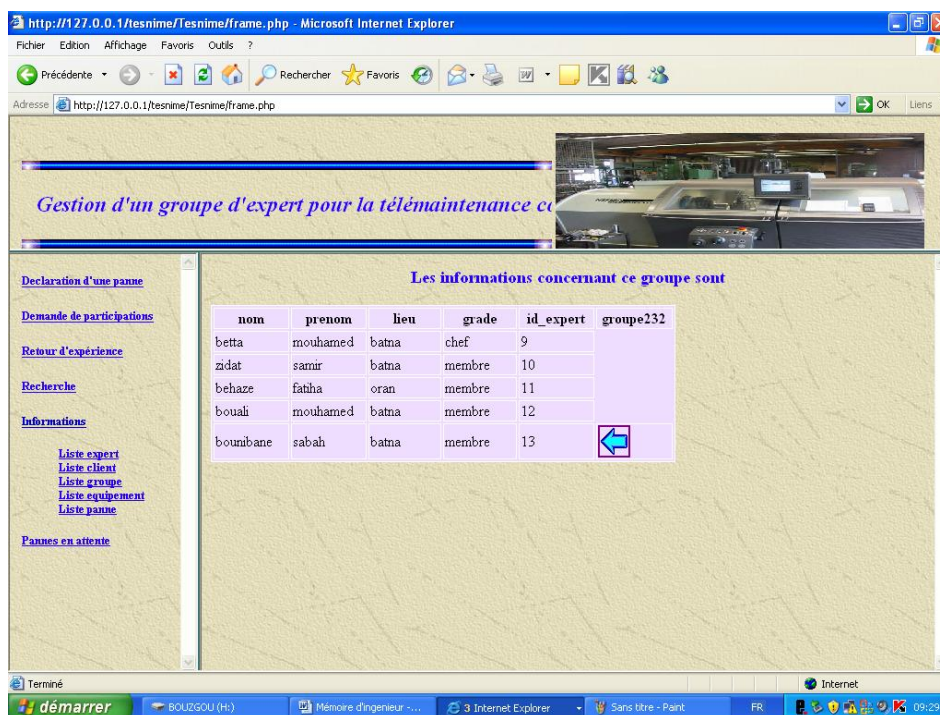 http://127.0.0.1/tesnime/Tesnime/frame.php - Microsoft Internet Explorer
Fichier Edition Affichage Favoris Outils ?
Précédente Rechercher Favoris
Adresse http://127.0.0.1/tesnime/Tesnime/frame.php OK Liens
Gestion d'un groupe d'expert pour la télémaintenance
Declaration d'une panne
Demande de participations
Retour d'expérience
Recherche
Informations
Liste expert
Liste client
Liste groupe
Liste equipement
Liste panne
Pannes en attente
Les informations concernant ce groupe sont
nom prenom lieu grade id_expert groupe232
betta mouhamed batna chef 9
zidat samir batna membre 10
behaze fatiha oran membre 11
bouali mouhamed batna membre 12
bounibane sabah batna membre 13
Terminé Internet
démarrer BOUZGOU (H:) Mémoire d'ingenieur -... 3 Internet Explorer Sans titre - Paint FR 09:29